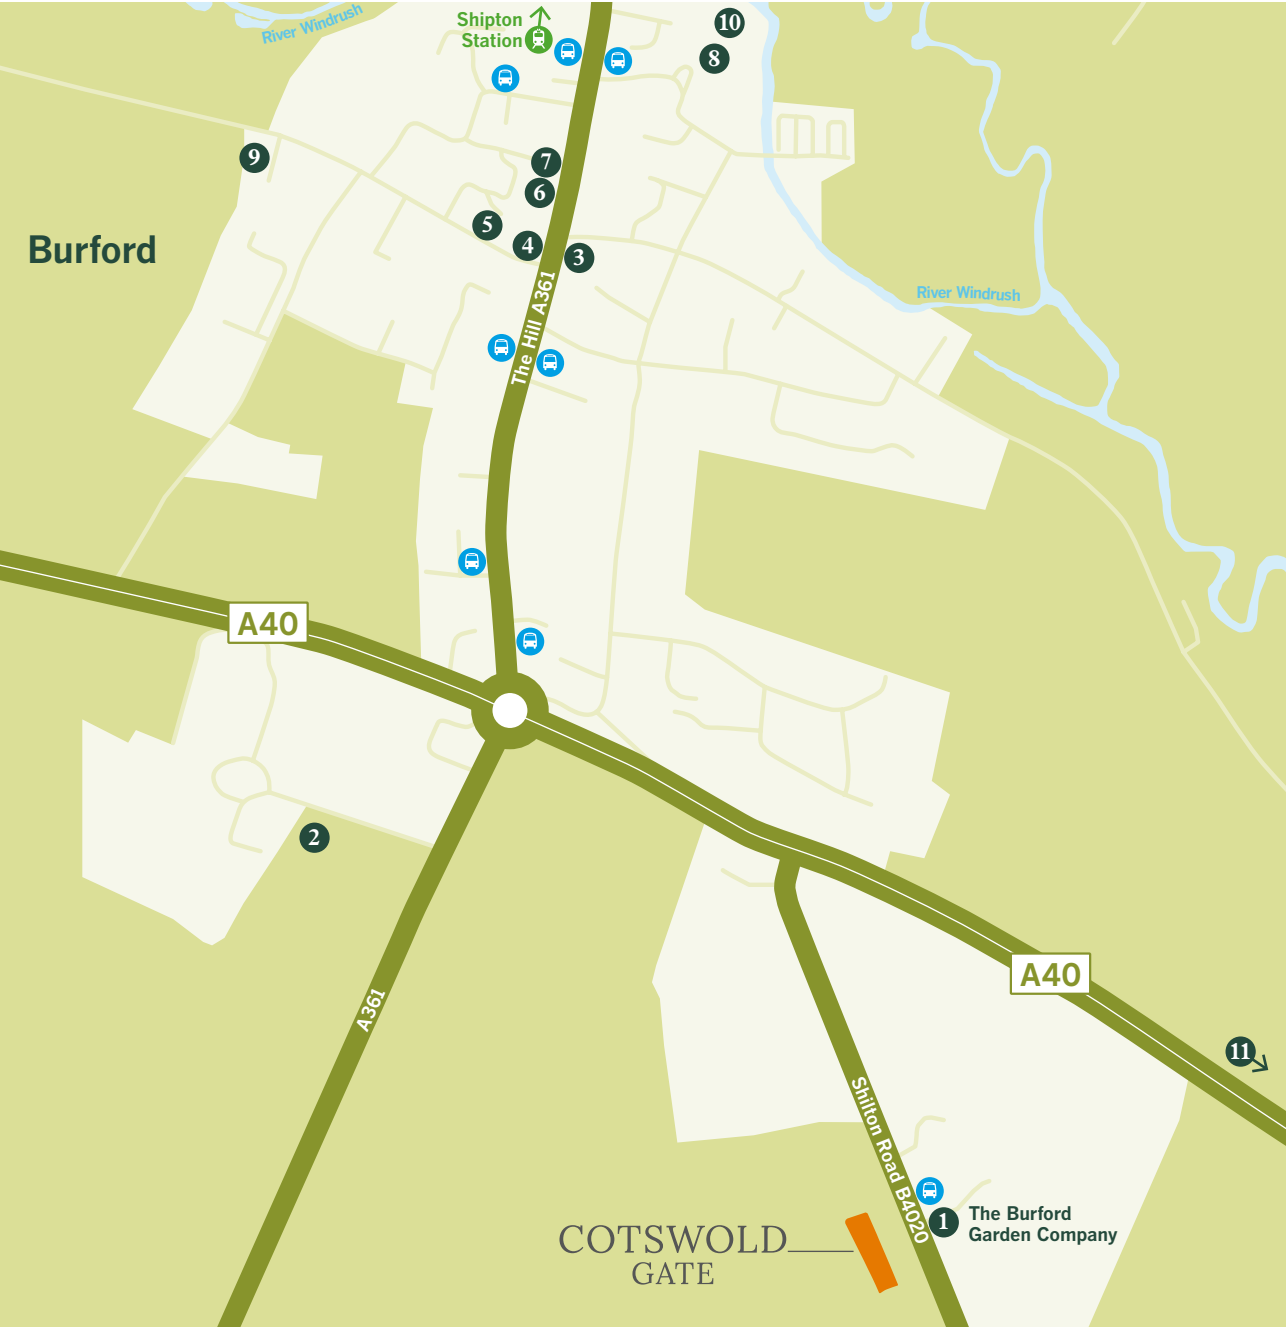 River Windrush
Shipton
Station
10
8
9
7
6
5
4
3
Burford
The Hill A361
River Windrush
A40
2
A40
A361
11
Shilton Road B4020
1
The Burford
Garden Company
COTSWOLD
GATE